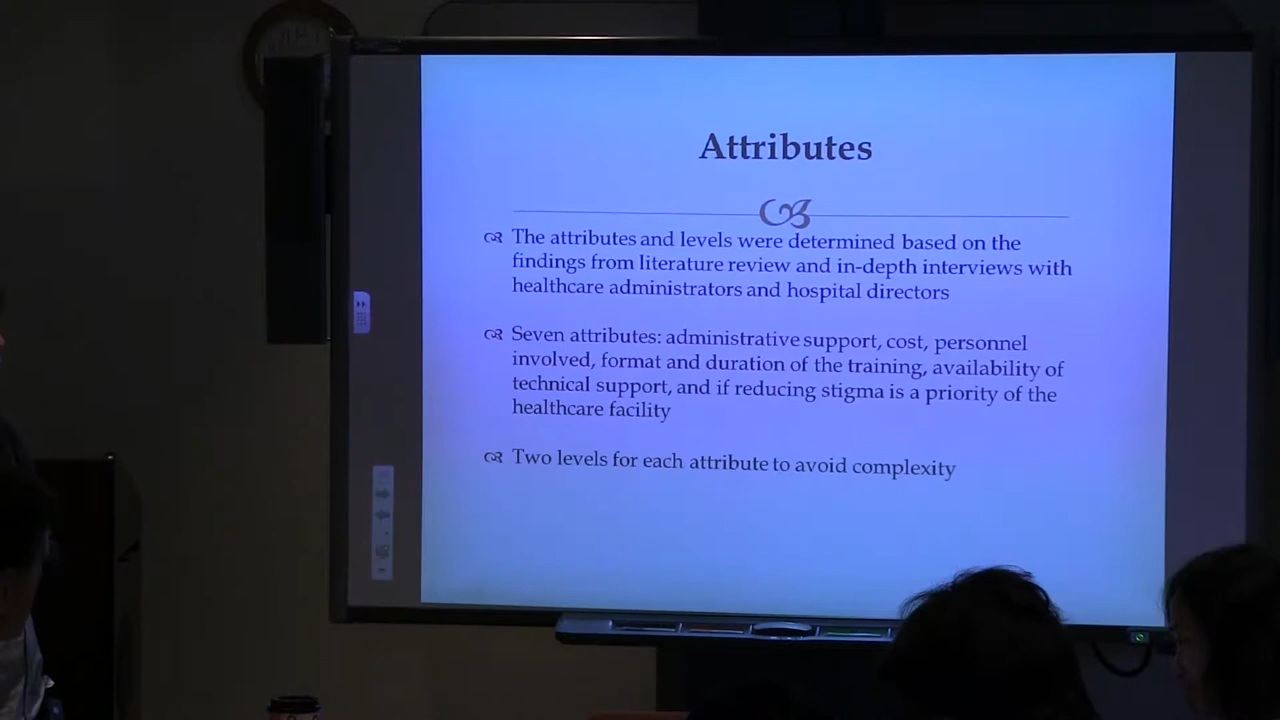 Attributes
The attributes and levels were determined based on the
findings from literature review and in-depth interviews with
healthcare administrators and hospital directors
Seven attributes: administrative support, cost, personnel
involved, format and duration of the training, availability of
technical support, and if reducing stigma is a priority of the
healthcare facility
Two levels for each attribute to avoid complexity